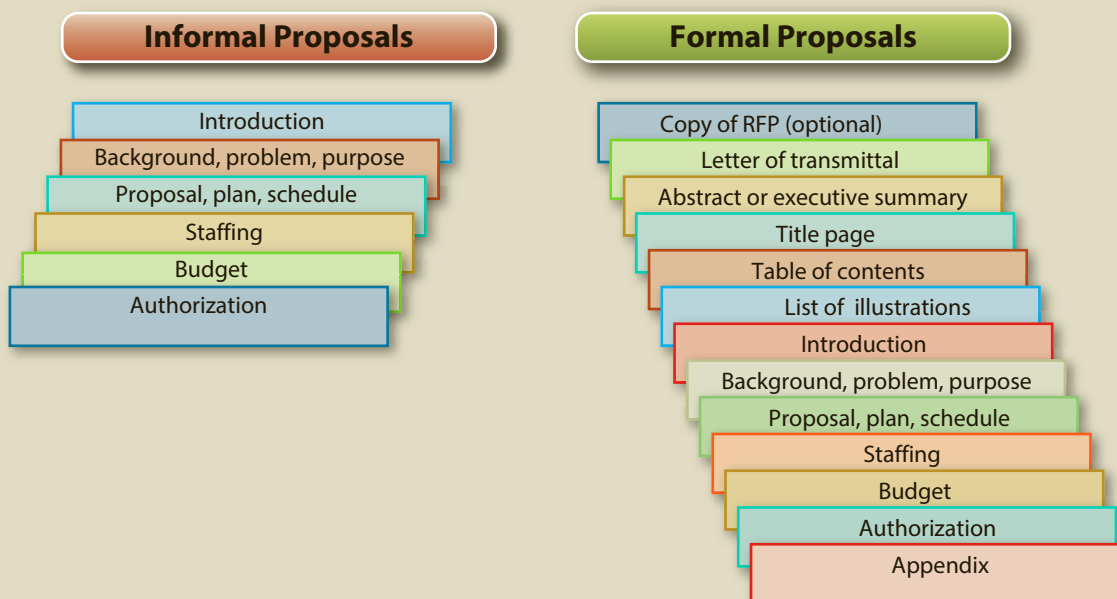 Informal Proposals
Introduction
Background, problem, purpose
Proposal, plan, schedule
Staffing
Budget
Authorization
Formal Proposals
Copy of RFP (optional)
Letter of transmittal
Abstract or executive summary
Title page
Table of contents
List of illustrations
Introduction
Background, problem, purpose
Proposal, plan, schedule
Staffing
Budget
Authorization
Appendix